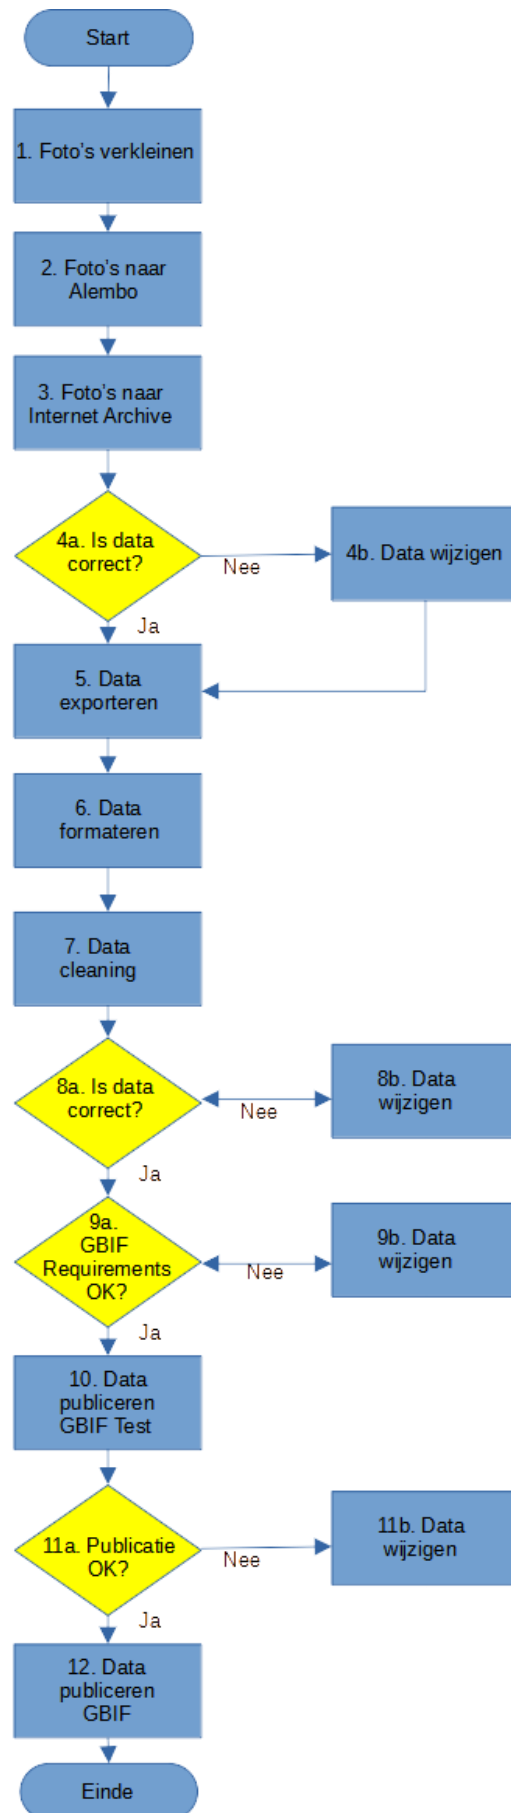 Start
1. Foto's verkleinen
2. Foto's naar
Alembo
3. Foto's naar
Internet Archive
4a. Is data
correct?
Nee
4b. Data wijzigen
Ja
5. Data
exporteren
6. Data
formateren
7. Data
cleaning
8a. Is data
correct?
Nee
8b. Data
wijzigen
Ja
9a.
GBIF
Requirements
OK?
Nee
9b. Data
wijzigen
Ja
10. Data
publiceren
GBIF Test
11a. Publicatie
OK?
Nee
11b. Data
wijzigen
Ja
12. Data
publiceren
GBIF
Einde